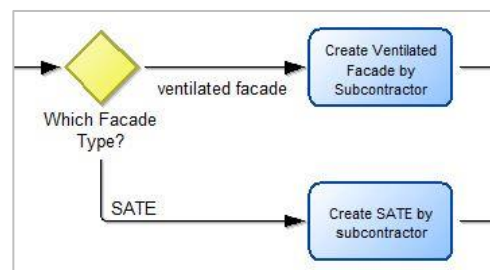 Create Ventilated
Facade by
Subcontractor
ventilated facade
Which Facade
Type?
SATE
Create SATE by
subcontractor